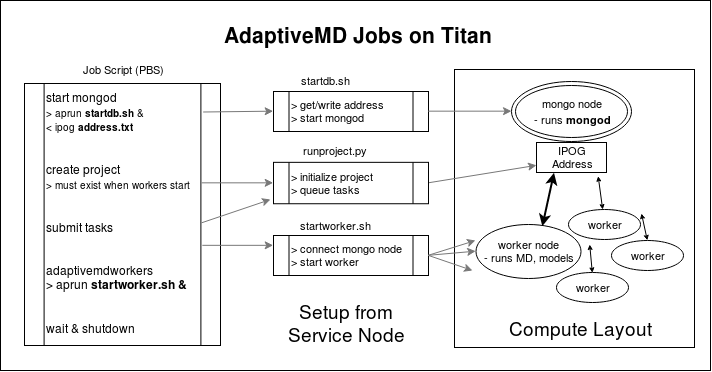 AdaptiveMD Jobs on Titan
Job Script (PBS)
start mongod
> aprun startdb.sh &
< ipog address.txt
create project
> must exist when workers start
submit tasks
adaptivemdworkers
> aprun startworker.sh &
wait & shutdown
startdb.sh
> get/write address
> start mongod
runproject.py
> initialize project
> queue tasks
startworker.sh
> connect mongo node
> start worker
Setup from
Service Node
mongo node
- runs mongod
IPOG
Address
worker node
- runs MD, models
worker
worker
worker
Compute Layout